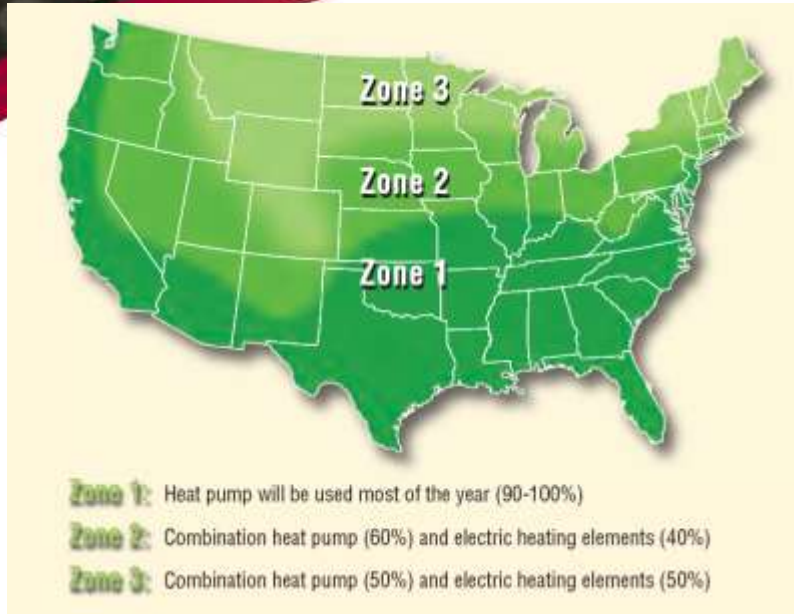 Zone 3
Zone 2
Zone 1
Zone 1: Heat pump will be used most of the year (90-100%)
Zone 2: Combination heat pump (60%) and electric heating elements (40%)
Zone 3: Combination heat pump (50%) and electric heating elements (50%)